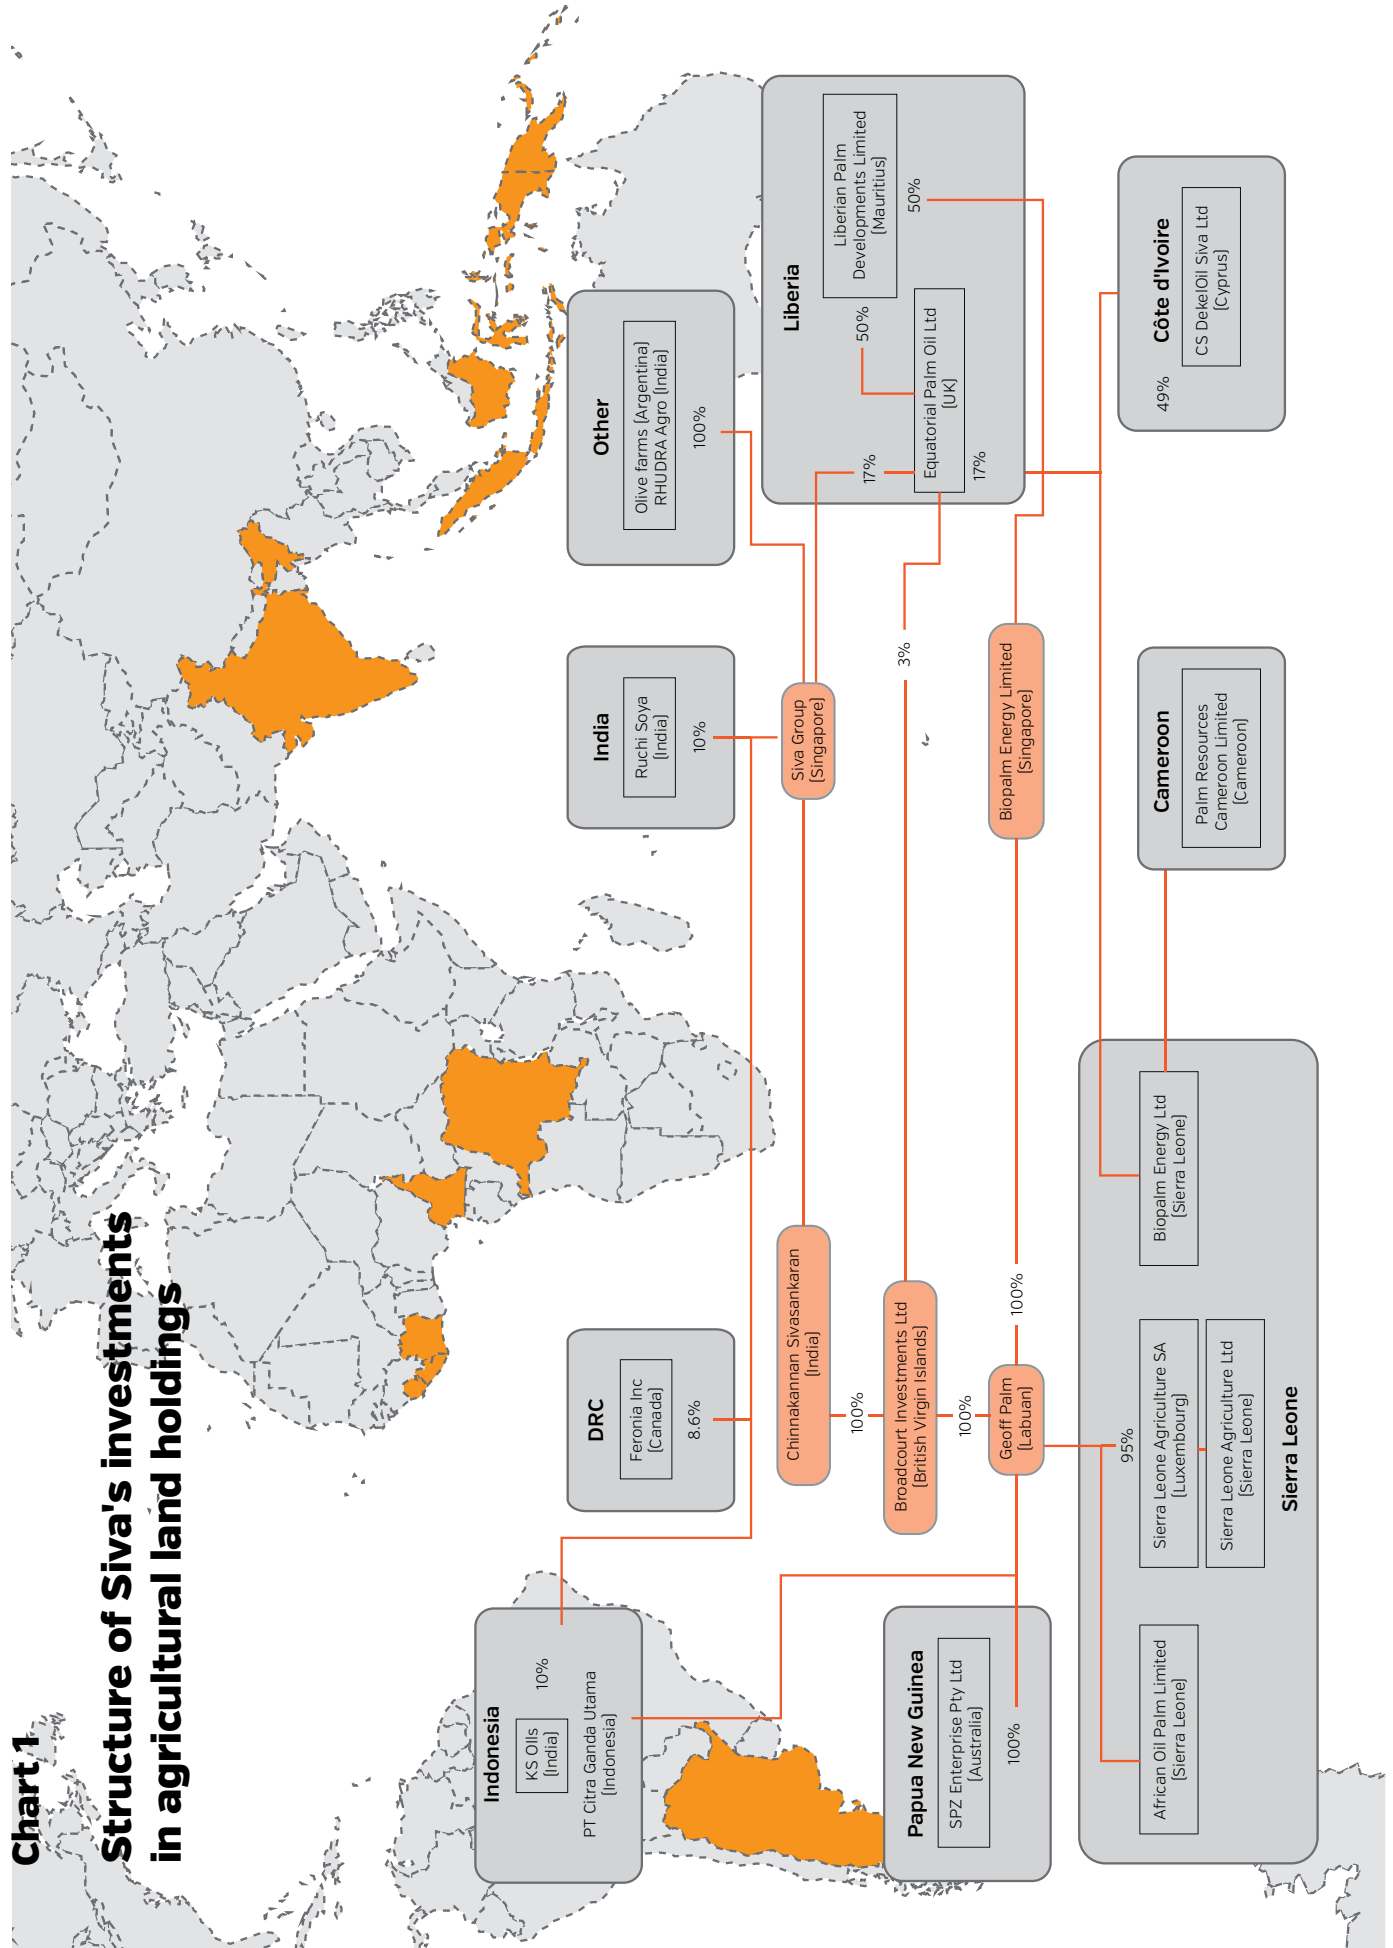 Chart 1
Structure of Siva's investments
in agricultural land holdings
Indonesia
KS OIls
(India)
10%
PT Citra Ganda Utama
(Indonesia)
DRC
Feronia Inc
(Canada)
8.6%
India
Ruchi Soya
(India)
10%
Other
Olive farms (Argentina)
RHUDRA Agro (India)
100%
Chinnakannan Sivasankaran
(India)
Siva Group
(Singapore)
100%
Broadcourt Investments Ltd
(British Virgin Islands)
3%
100%
Geoff Palm
(Labuan)
100%
Biopalm Energy Limited
(Singapore)
Liberia
Liberian Palm
Developments Limited
(Mauritius)
50%
50%
17%
Equatorial Palm Oil Ltd
(UK)
17%
Papua New Guinea
SPZ Enterprise Pty Ltd
(Australia)
100%
95%
African Oil Palm Limited
(Sierra Leone)
Sierra Leone Agriculture SA
(Luxembourg)
Sierra Leone Agriculture Ltd
(Sierra Leone)
Biopalm Energy Ltd
(Sierra Leone)
Sierra Leone
Cameroon
Palm Resources
Cameroon Limited
(Cameroon)
Côte d'Ivoire
49%
CS DekelOil Siva Ltd
(Cyprus)